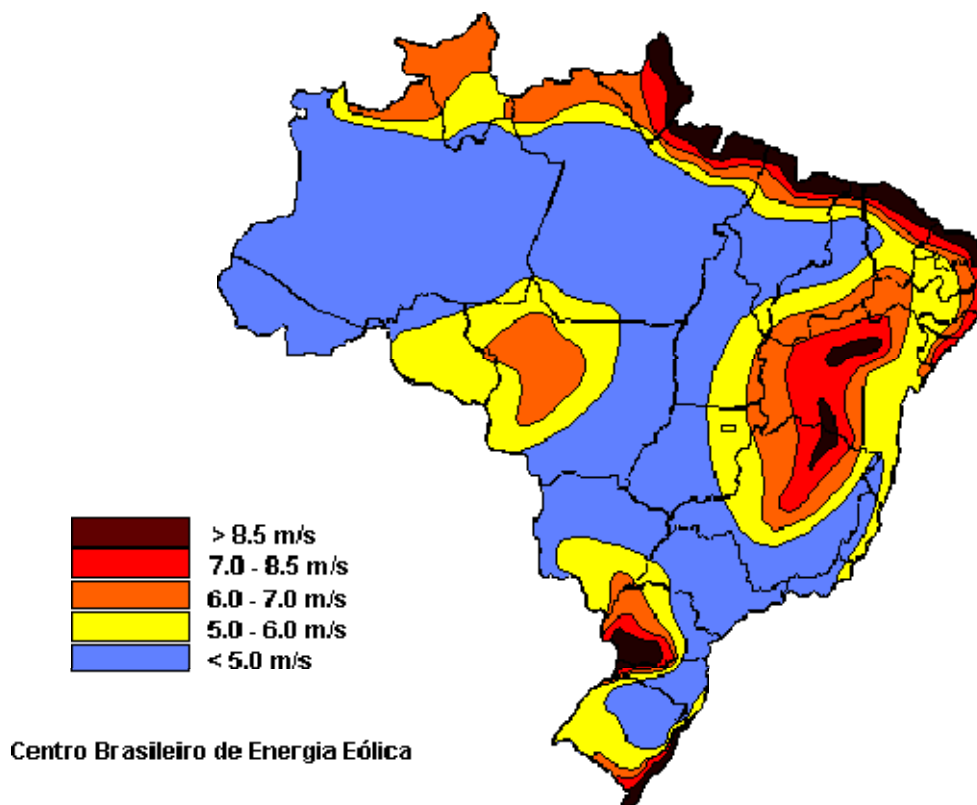 > 8.5 m/s
7.0 - 8.5 m/s
6.0 - 7.0 m/s
5.0 - 6.0 m/s
< 5.0 m/s
Centro Brasileiro de Energia Eólica